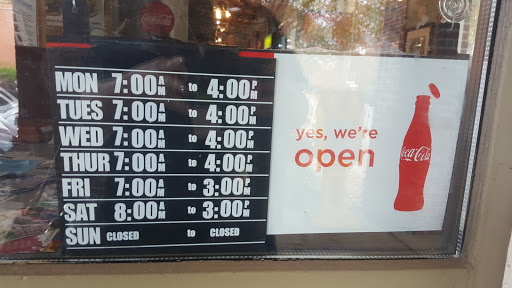 Coca-Cola
MON 7:00AM to 4:00PM
TUES 7:00AM to 4:00PM
WED 7:00AM to 4:00PM
THUR 7:00AM to 4:00PM
FRI 7:00AM to 3:00PM
SAT 8:00AM to 3:00PM
SUN CLOSED to CLOSED
yes, we're
open
Coca-Cola